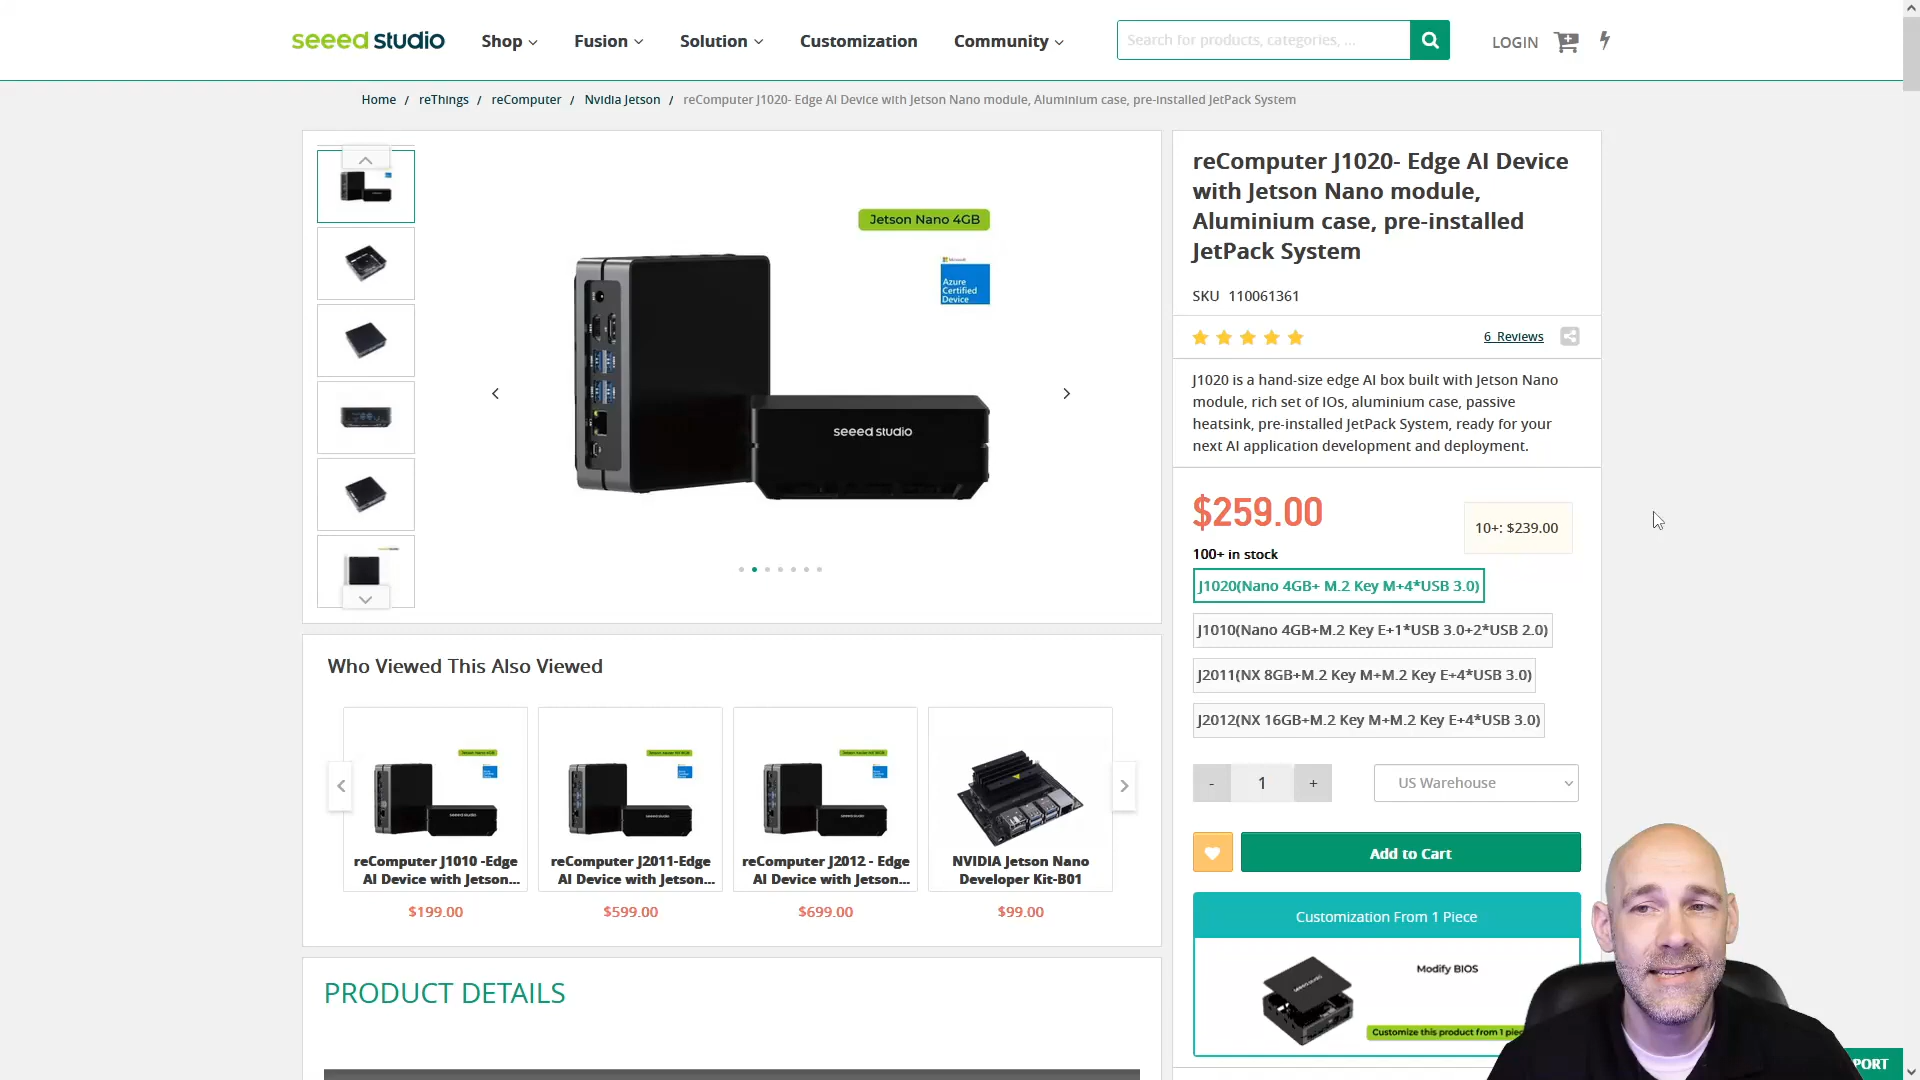 seeed studio
Shop
Fusion
Solution
Customization
Community
Search for products, categories, ...
LOGIN
Home / reThings / reComputer / Nvidia Jetson / reComputer J1020- Edge AI Device with Jetson Nano module, Aluminium case, pre-installed JetPack System
Jetson Nano 4GB
Microsoft
Azure
Certified
Device
seeed studio
reComputer J1020- Edge AI Device
with Jetson Nano module,
Aluminium case, pre-installed
JetPack System
SKU 110061361
6 Reviews
J1020 is a hand-size edge AI box built with Jetson Nano
module, rich set of IOs, aluminium case, passive
heatsink, pre-installed JetPack System, ready for your
next AI application development and deployment.
$259.00
10+: $239.00
100+ in stock
J1020(Nano 4GB+ M.2 Key M+4*USB 3.0)
J1010(Nano 4GB+M.2 Key E+1*USB 3.0+2*USB 2.0)
J2011(NX 8GB+M.2 Key M+M.2 Key E+4*USB 3.0)
J2012(NX 16GB+M.2 Key M+M.2 Key E+4*USB 3.0)
- 1 +
US Warehouse
Add to Cart
Customization From 1 Piece
Modify BIOS
seeed studio
Customize this product from 1 piec
PORT
Who Viewed This Also Viewed
reComputer J1010 -Edge
AI Device with Jetson...
$199.00
reComputer J2011-Edge
AI Device with Jetson...
$599.00
reComputer J2012 - Edge
AI Device with Jetson...
$699.00
NVIDIA Jetson Nano
Developer Kit-B01
$99.00
PRODUCT DETAILS